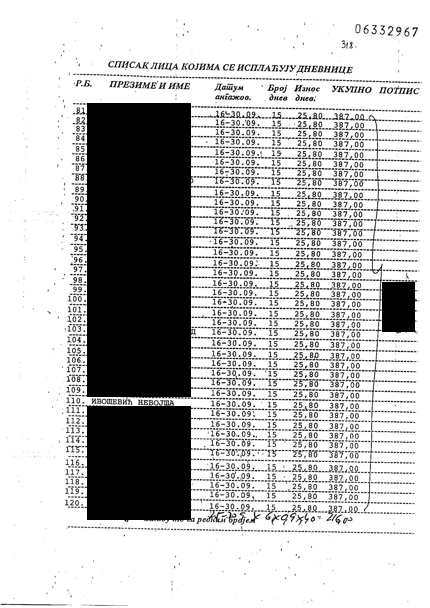 06332967
318
СПИСАК ЛИЦА КОЈИМА СЕ ИСПЛАЋУЈУ ДНЕВНИЦЕ
Р.Б. ПРЕЗИМЕ И ИМЕ Датум ангажов. Број днев Износ днев. УКУПНО ПОТПИС
81. 16-30.09. 15 25,80 387,00
82. 16-30.09. 15 25,80 387,00
83 16-30.09. 15 25,80 387,00
84 16-30.09. 15 25,80 387,00
85 16-30.09. 15 25,80 387,00
86 16-30.09. 15 25,80 387,00
87 16-30.09. 15 25,80 387,00
88 16-30.09. 15 25,80 387,00
89. 16-30.09. 15 25,80 387,00
90. 16-30.09. 15 25,80 387,00
91. 16-30.09. 15 25,80 387,00
92. 16-30.09. 15 25,80 387,00
93. 16-30.09. 15 25,80 387,00
94. 16-30.09. 15 25,80 387,00
95. 16-30.09. 15 25,80 387,00
96. 16-30.09. 15 25,80 387,00
97. 16-30.09. 15 25,80 387,00
98. 16-30.09. 15 25,80 387,00
99. 16-30.09. 15 25,80 387,00
100. 16-30.09. 15 25,80 387,00
101. 16-30.09. 15 25,80 387,00
102. 16-30.09. 15 25,80 387,00
103. 16-30.09. 15 25,80 387,00
104. 16-30.09. 15 25,80 387,00
105. 16-30.09. 15 25,80 387,00
106. 16-30.09. 15 25,80 387,00
107. 16-30.09. 15 25,80 387,00
108. 16-30.09. 15 25,80 387,00
109. 16-30.09. 15 25,80 387,00
110. ИВОШЕВИЋ НЕБОЈША 16-30.09. 15 25,80 387,00
111. 16-30.09. 15 25,80 387,00
112. 16-30.09. 15 25,80 387,00
113. 16-30.09. 15 25,80 387,00
114. 16-30.09. 15 25,80 387,00
115. 16-30.09. 15 25,80 387,00
116. 16-30.09. 15 25,80 387,00
117. 16-30.09. 15 25,80 387,00
118. 16-30.09. 15 25,80 387,00
119. 16-30.09. 15 25,80 387,00
120. 16-30.09. 15 25,80 387,00
са редним бројем